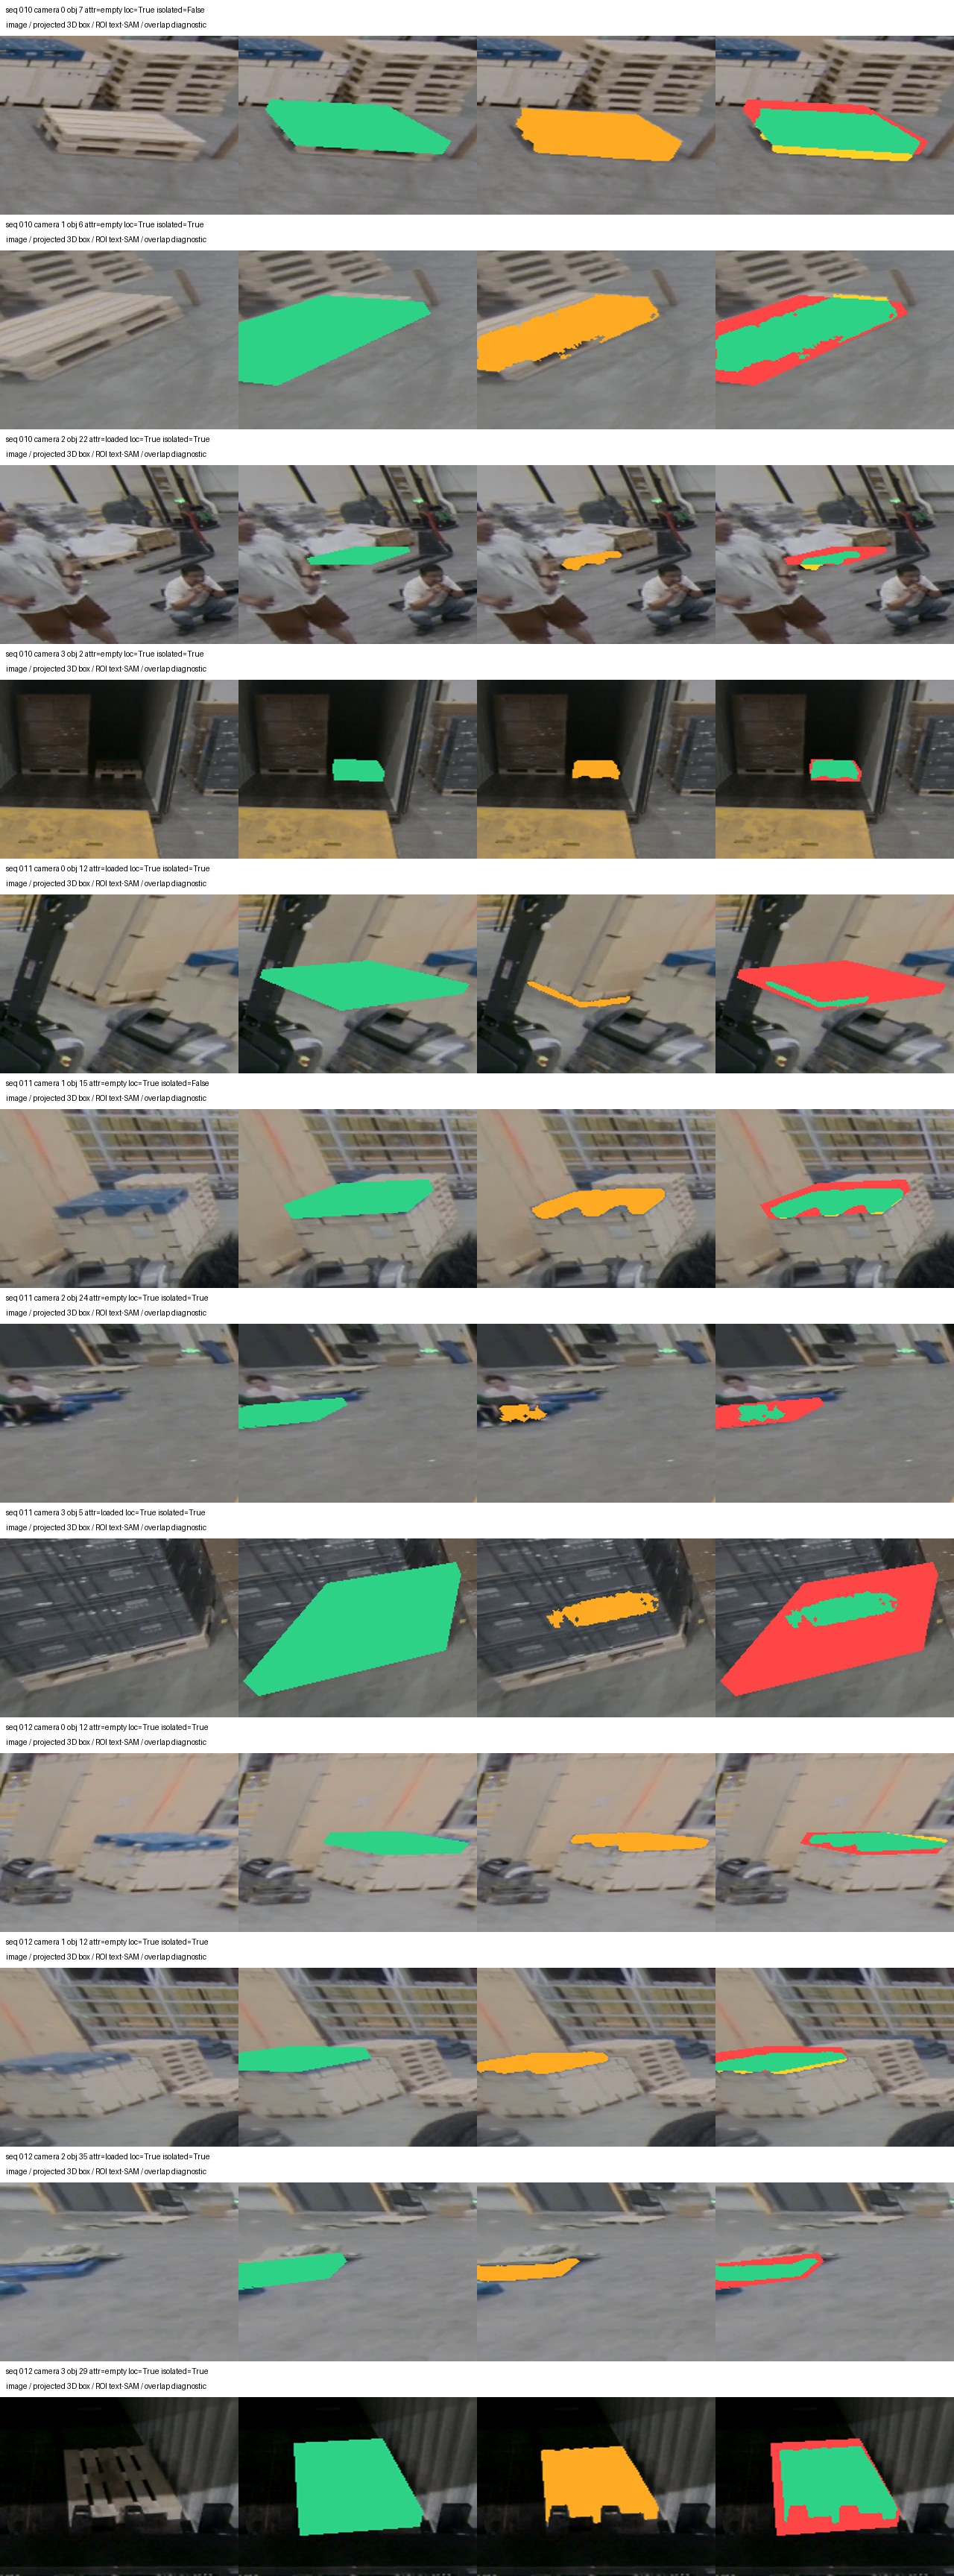 seq 010 camera 0 obj 7 attr=empty loc=True isolated=False
image / projected 3D box / ROI text-SAM / overlap diagnostic
seq 010 camera 1 obj 6 attr=empty loc=True isolated=True
image / projected 3D box / ROI text-SAM / overlap diagnostic
seq 010 camera 2 obj 22 attr=loaded loc=True isolated=True
image / projected 3D box / ROI text-SAM / overlap diagnostic
seq 010 camera 3 obj 2 attr=empty loc=True isolated=True
image / projected 3D box / ROI text-SAM / overlap diagnostic
seq 011 camera 0 obj 12 attr=loaded loc=True isolated=True
image / projected 3D box / ROI text-SAM / overlap diagnostic
seq 011 camera 1 obj 15 attr=empty loc=True isolated=False
image / projected 3D box / ROI text-SAM / overlap diagnostic
seq 011 camera 2 obj 24 attr=empty loc=True isolated=True
image / projected 3D box / ROI text-SAM / overlap diagnostic
seq 011 camera 3 obj 5 attr=loaded loc=True isolated=True
image / projected 3D box / ROI text-SAM / overlap diagnostic
seq 012 camera 0 obj 12 attr=empty loc=True isolated=True
image / projected 3D box / ROI text-SAM / overlap diagnostic
seq 012 camera 1 obj 12 attr=empty loc=True isolated=True
image / projected 3D box / ROI text-SAM / overlap diagnostic
seq 012 camera 2 obj 35 attr=loaded loc=True isolated=True
image / projected 3D box / ROI text-SAM / overlap diagnostic
seq 012 camera 3 obj 29 attr=empty loc=True isolated=True
image / projected 3D box / ROI text-SAM / overlap diagnostic